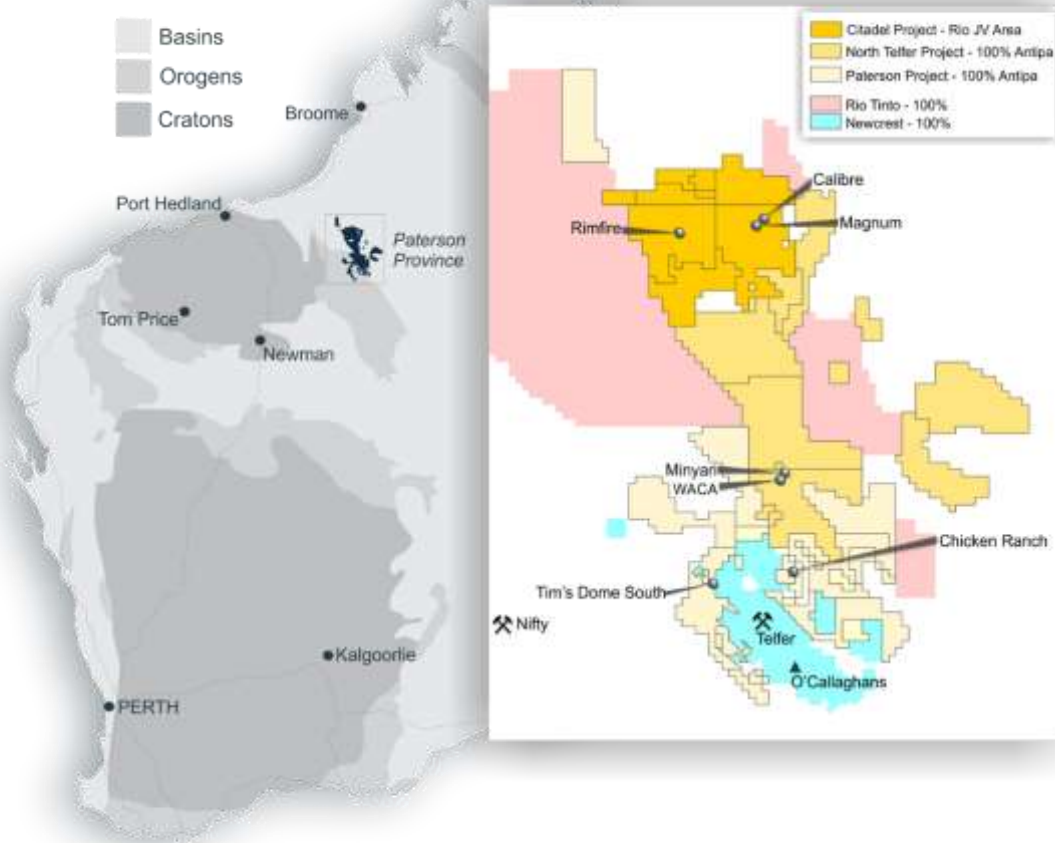 Basins
Orogens
Cratons
Broome
Port Hedland
Paterson
Province
Tom Price
Newman
Kalgoorlie
PERTH
Citadel Project - Rio JV Area
North Telfer Project - 100% Antipa
Paterson Project - 100% Antipa
Rio Tinto - 100%
Newcrest - 100%
Calibre
Rimfire
Magnum
Minyari
WACA
Chicken Ranch
Tim's Dome South
Nifty
Telfer
O'Callaghans